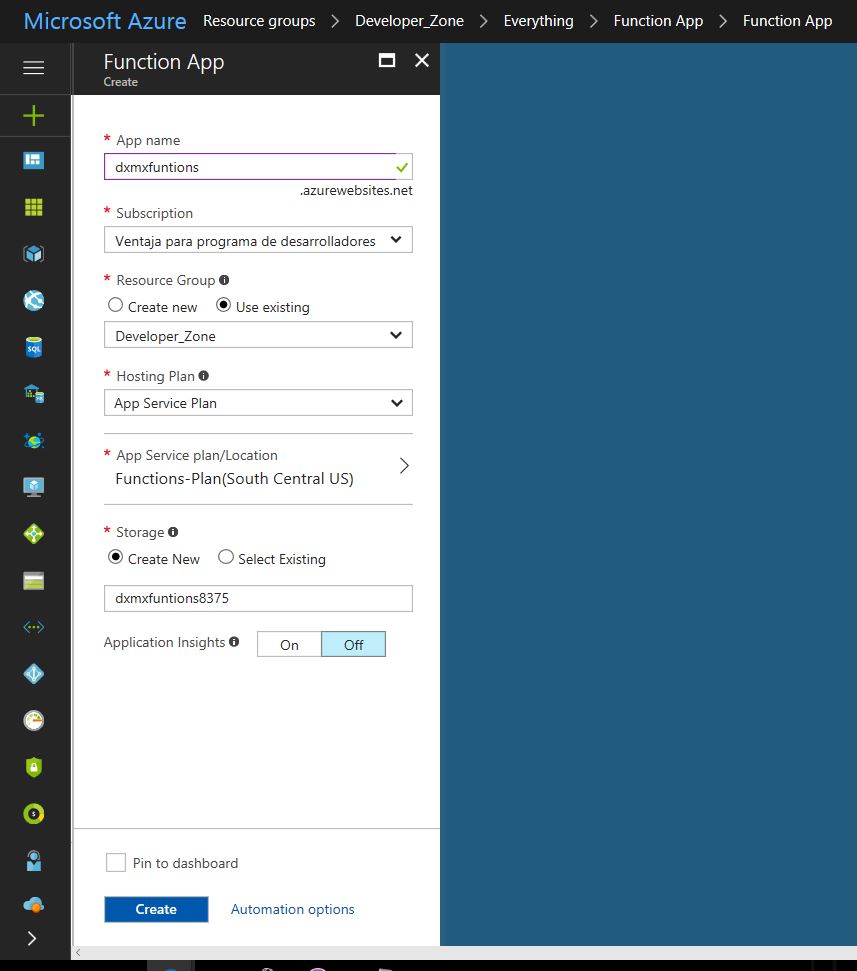 Microsoft Azure Resource groups > Developer_Zone > Everything > Function App > Function App
Function App
Create
* App name
dxmxfuntions
.azurewebsites.net
* Subscription
Ventaja para programa de desarrolladores
* Resource Group
Create new Use existing
Developer_Zone
* Hosting Plan
App Service Plan
* App Service plan/Location
Functions-Plan(South Central US)
* Storage
Create New Select Existing
dxmxfuntions8375
Application Insights On Off
Pin to dashboard
Create Automation options
SQL